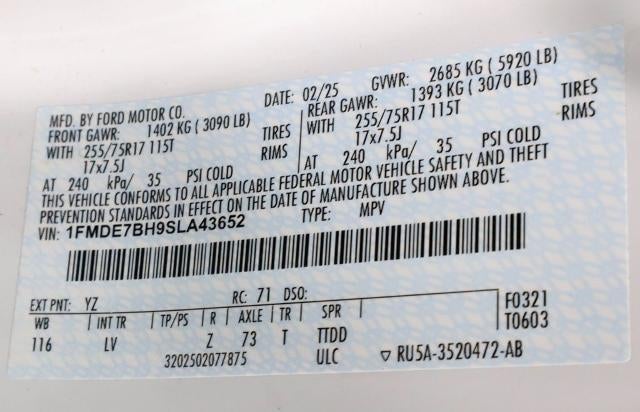 MFD. BY FORD MOTOR CO. DATE: 02/25 GVWR: 2685 KG ( 5920 LB)
FRONT GAWR: 1402 KG ( 3090 LB) REAR GAWR: 1393 KG ( 3070 LB)
WITH 255/75R17 115T TIRES WITH 255/75R17 115T TIRES
17x7.5J RIMS 17x7.5J RIMS
AT 240 kPa/ 35 PSI COLD AT 240 kPa/ 35 PSI COLD
THIS VEHICLE CONFORMS TO ALL APPLICABLE FEDERAL MOTOR VEHICLE SAFETY AND THEFT
PREVENTION STANDARDS IN EFFECT ON THE DATE OF MANUFACTURE SHOWN ABOVE.
VIN: 1FMDE7BH9SLA43652 TYPE: MPV
EXT PNT: YZ RC: 71 DSO: F0321
WB INT TR TP/PS R AXLE TR SPR T0603
116 LV Z 73 T TTDD
3202502077875 ULC ▽ RU5A-3520472-AB